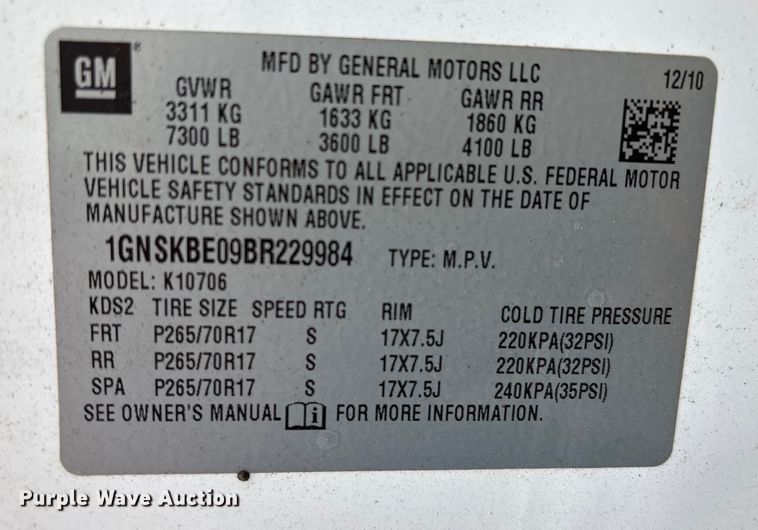 GM ®
MFD BY GENERAL MOTORS LLC 12/10
GVWR GAWR FRT GAWR RR
3311 KG 1633 KG 1860 KG
7300 LB 3600 LB 4100 LB
THIS VEHICLE CONFORMS TO ALL APPLICABLE U.S. FEDERAL MOTOR
VEHICLE SAFETY STANDARDS IN EFFECT ON THE DATE OF
MANUFACTURE SHOWN ABOVE.
1GNSKBE09BR229984 TYPE: M.P.V.
MODEL: K10706
KDS2 TIRE SIZE SPEED RTG RIM COLD TIRE PRESSURE
FRT P265/70R17 S 17X7.5J 220KPA(32PSI)
RR P265/70R17 S 17X7.5J 220KPA(32PSI)
SPA P265/70R17 S 17X7.5J 240KPA(35PSI)
SEE OWNER'S MANUAL i FOR MORE INFORMATION.
Purple Wave Auction